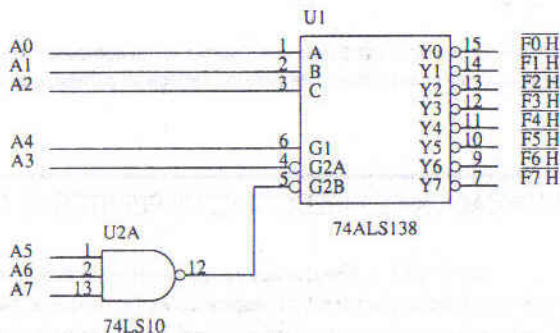 U1
A0 1 A Y0 15 F0 H
A1 2 B Y1 14 F1 H
A2 3 C Y2 13 F2 H
Y3 12 F3 H
Y4 11 F4 H
A4 6 G1 Y5 10 F5 H
A3 4 G2A Y6 9 F6 H
5 G2B Y7 7 F7 H
U2A
74ALS138
A5 1
A6 2 12
A7 13
74LS10